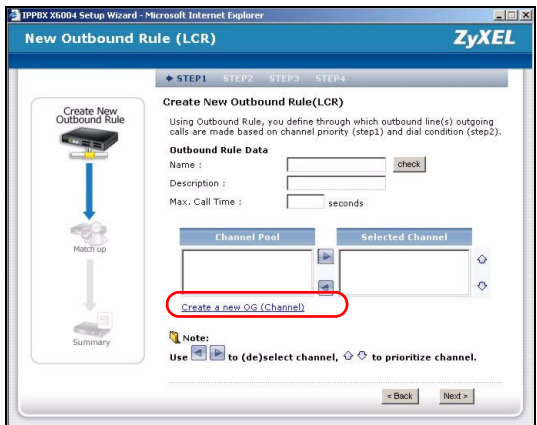 IPPBX X6004 Setup Wizard - Microsoft Internet Explorer
New Outbound Rule (LCR)
ZyXEL
STEP1 STEP2 STEP3 STEP4
Create New
Outbound Rule
Match up
Summary
Create New Outbound Rule(LCR)
Using Outbound Rule, you define through which outbound line(s) outgoing
calls are made based on channel priority (step1) and dial condition (step2).
Outbound Rule Data
Name :
check
Description :
Max. Call Time :
seconds
Channel Pool
Selected Channel
Create a new OG (Channel)
Note:
Use to (de)select channel, to prioritize channel.
< Back
Next >